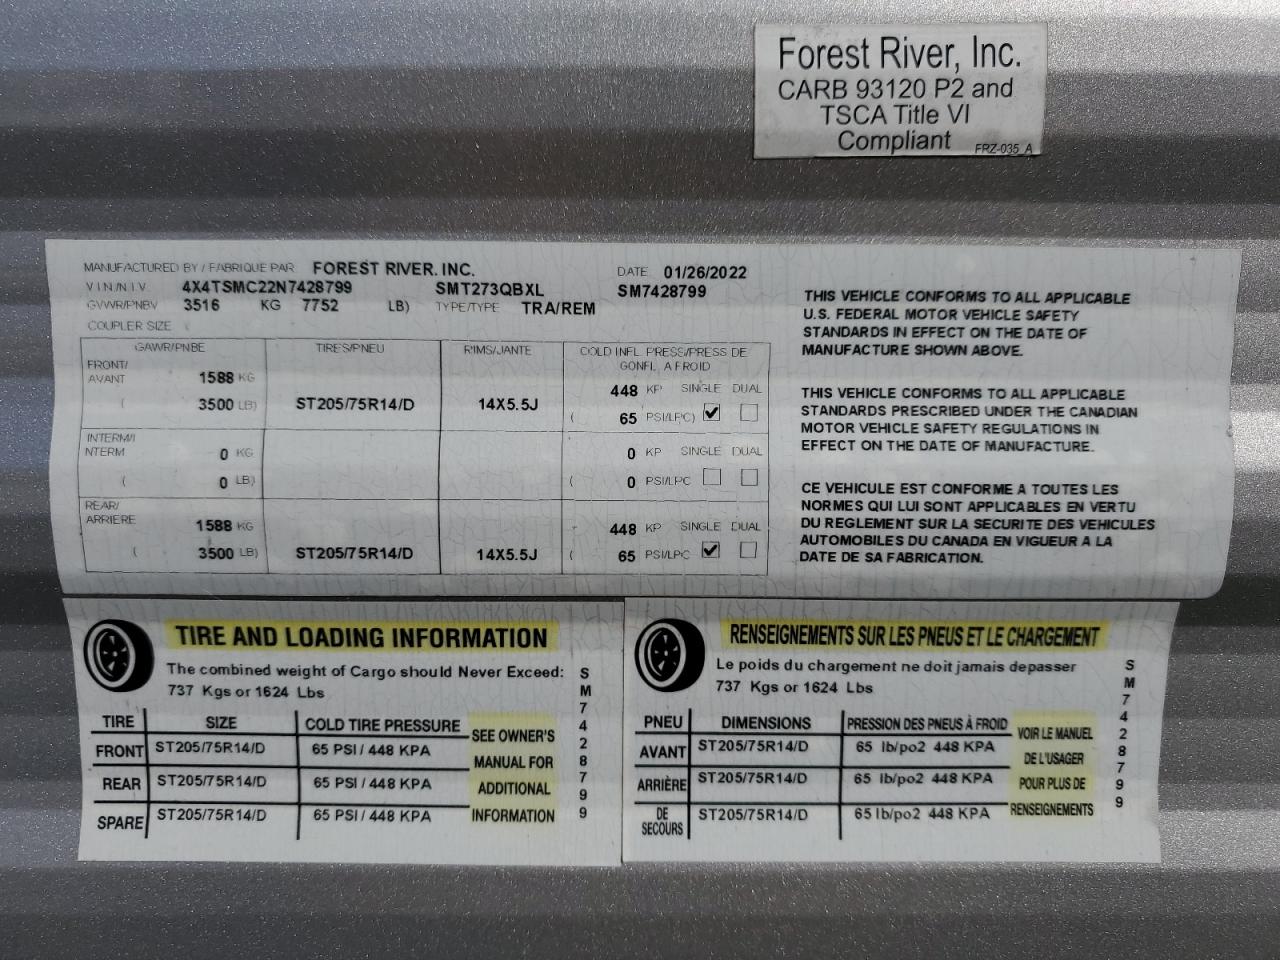 Forest River, Inc.
CARB 93120 P2 and
TSCA Title VI
Compliant
FRZ-035_A
MANUFACTURED BY / FABRIQUE PAR FOREST RIVER. INC. DATE 01/26/2022
V I N / N I V. 4X4TSMC22N7428799 SMT273QBXL SM7428799
GVWR/PNBV 3516 KG 7752 LB) TYPE/TYPE TRA/REM
COUPLER SIZE (
GAWR/PNBE TIRES/PNEU RIMS/JANTE COLD INFL. PRESS/PRESS DE
GONFL. A FROID
FRONT/
AVANT 1588 KG 448 KP SINGLE DUAL
( 3500 LB) ST205/75R14/D 14X5.5J ( 65 PSI/LPC) ✓
INTERM/I
NTERM 0 KG 0 KP SINGLE DUAL
( 0 LB) ( 0 PSI/LPC
REAR/
ARRIERE 1588 KG 448 KP SINGLE DUAL
( 3500 LB) ST205/75R14/D 14X5.5J ( 65 PSI/LPC ✓
THIS VEHICLE CONFORMS TO ALL APPLICABLE
U.S. FEDERAL MOTOR VEHICLE SAFETY
STANDARDS IN EFFECT ON THE DATE OF
MANUFACTURE SHOWN ABOVE.
THIS VEHICLE CONFORMS TO ALL APPLICABLE
STANDARDS PRESCRIBED UNDER THE CANADIAN
MOTOR VEHICLE SAFETY REGULATIONS IN
EFFECT ON THE DATE OF MANUFACTURE.
CE VEHICULE EST CONFORME A TOUTES LES
NORMES QUI LUI SONT APPLICABLES EN VERTU
DU REGLEMENT SUR LA SECURITE DES VEHICULES
AUTOMOBILES DU CANADA EN VIGUEUR A LA
DATE DE SA FABRICATION.
TIRE AND LOADING INFORMATION
The combined weight of Cargo should Never Exceed:
737 Kgs or 1624 Lbs
TIRE SIZE COLD TIRE PRESSURE
FRONT ST205/75R14/D 65 PSI / 448 KPA
REAR ST205/75R14/D 65 PSI / 448 KPA
SPARE ST205/75R14/D 65 PSI / 448 KPA
SEE OWNER'S
MANUAL FOR
ADDITIONAL
INFORMATION
SM7428799
RENSEIGNEMENTS SUR LES PNEUS ET LE CHARGEMENT
Le poids du chargement ne doit jamais depasser
737 Kgs or 1624 Lbs
PNEU DIMENSIONS PRESSION DES PNEUS À FROID
AVANT ST205/75R14/D 65 lb/po2 448 KPA
ARRIÈRE ST205/75R14/D 65 lb/po2 448 KPA
DE
SECOURS ST205/75R14/D 65 lb/po2 448 KPA
VOIR LE MANUEL
DE L'USAGER
POUR PLUS DE
RENSEIGNEMENTS
SM7428799